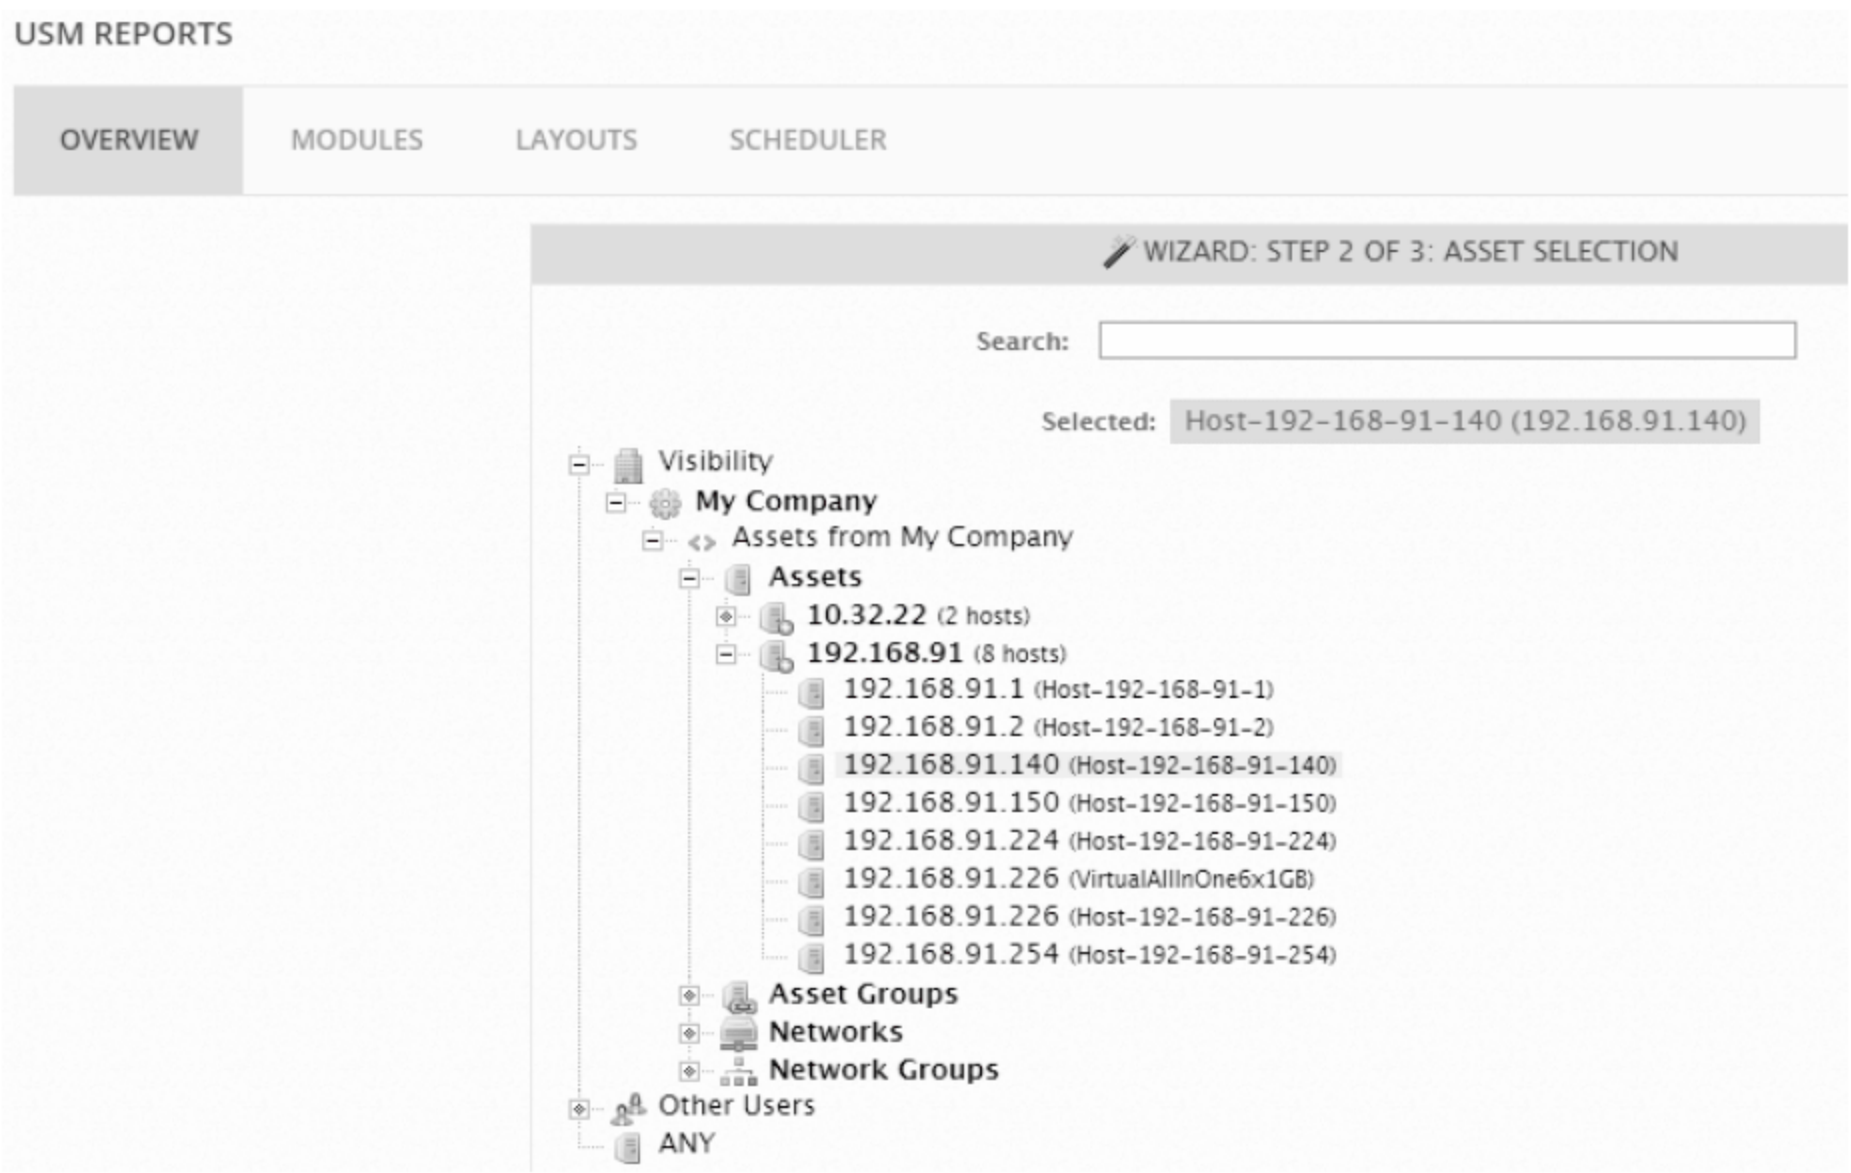 USM REPORTS
OVERVIEW MODULES LAYOUTS SCHEDULER
WIZARD: STEP 2 OF 3: ASSET SELECTION
Search:
Selected: Host-192-168-91-140 (192.168.91.140)
Visibility
My Company
Assets from My Company
Assets
10.32.22 (2 hosts)
192.168.91 (8 hosts)
192.168.91.1 (Host-192-168-91-1)
192.168.91.2 (Host-192-168-91-2)
192.168.91.140 (Host-192-168-91-140)
192.168.91.150 (Host-192-168-91-150)
192.168.91.224 (Host-192-168-91-224)
192.168.91.226 (VirtualAllInOne6x1GB)
192.168.91.226 (Host-192-168-91-226)
192.168.91.254 (Host-192-168-91-254)
Asset Groups
Networks
Network Groups
Other Users
ANY